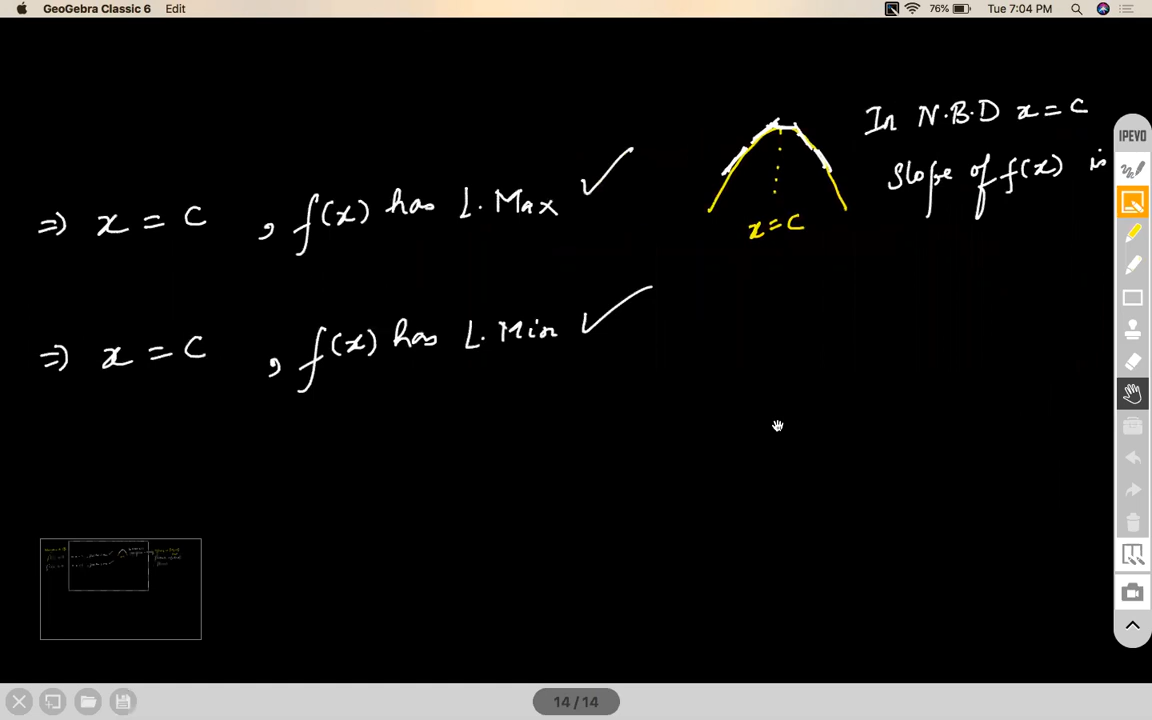 GeoGebra Classic 6 Edit 76% Tue 7:04 PM
In N.B.D x = C
IPEVO
slope of f(x) is
⇒ x = C , f(x) has L. Max ✓
x = C
⇒ x = C , f(x) has L. Min ✓
14 / 14